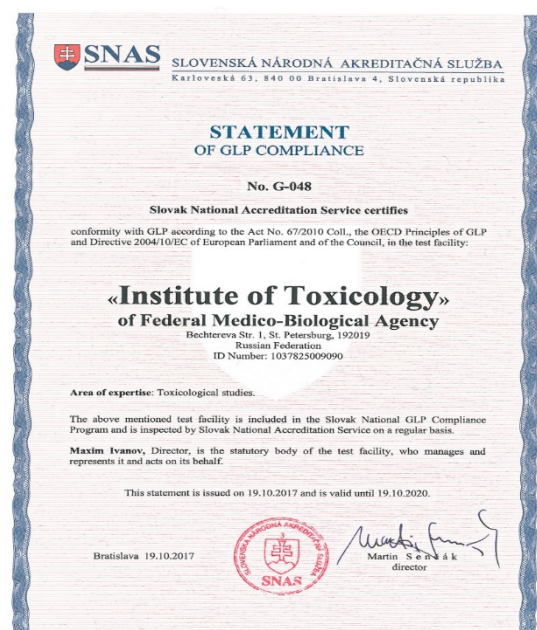 SNAS
SLOVENSKÁ NÁRODNÁ AKREDITAČNÁ SLUŽBA
Karloveská 63, 840 00 Bratislava 4, Slovenská republika
STATEMENT
OF GLP COMPLIANCE
No. G-048
Slovak National Accreditation Service certifies
conformity with GLP according to the Act No. 67/2010 Coll., the OECD Principles of GLP
and Directive 2004/10/EC of European Parliament and of the Council, in the test facility:
«Institute of Toxicology»
of Federal Medico-Biological Agency
Bechtereva Str. 1, St. Petersburg, 192019
Russian Federation
ID Number: 1037825009090
Area of expertise: Toxicological studies.
The above mentioned test facility is included in the Slovak National GLP Compliance
Program and is inspected by Slovak National Accreditation Service on a regular basis.
Maxim Ivanov, Director, is the statutory body of the test facility, who manages and
represents it and acts on its behalf.
This statement is issued on 19.10.2017 and is valid until 19.10.2020.
Bratislava 19.10.2017
SLOVENSKÁ NÁRODNÁ AKREDITAČNÁ SLUŽBA
SNAS
Martin Senčák
director